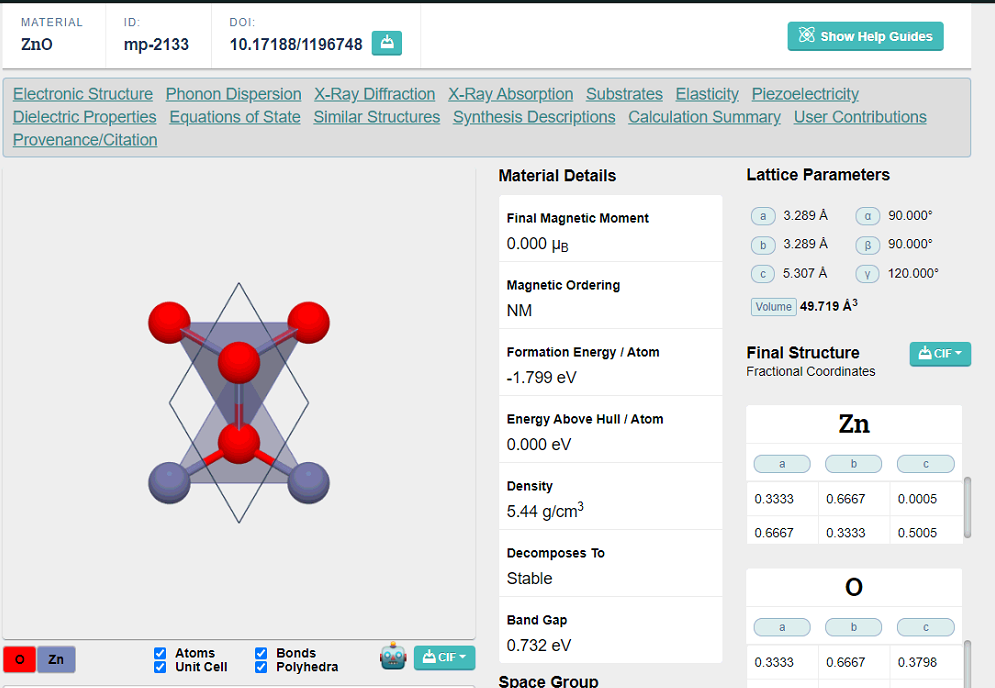 MATERIAL
ZnO
ID:
mp-2133
DOI:
10.17188/1196748
Show Help Guides
Electronic Structure Phonon Dispersion X-Ray Diffraction X-Ray Absorption Substrates Elasticity Piezoelectricity
Dielectric Properties Equations of State Similar Structures Synthesis Descriptions Calculation Summary User Contributions
Provenance/Citation
O Zn
Atoms Bonds
Unit Cell Polyhedra
CIF
Material Details
Final Magnetic Moment
0.000 μB
Magnetic Ordering
NM
Formation Energy / Atom
-1.799 eV
Energy Above Hull / Atom
0.000 eV
Density
5.44 g/cm3
Decomposes To
Stable
Band Gap
0.732 eV
Space Group
Lattice Parameters
a 3.289 Å α 90.000°
b 3.289 Å β 90.000°
c 5.307 Å γ 120.000°
Volume 49.719 Å3
Final Structure
Fractional Coordinates
CIF
Zn
a b c
0.3333 0.6667 0.0005
0.6667 0.3333 0.5005
O
a b c
0.3333 0.6667 0.3798